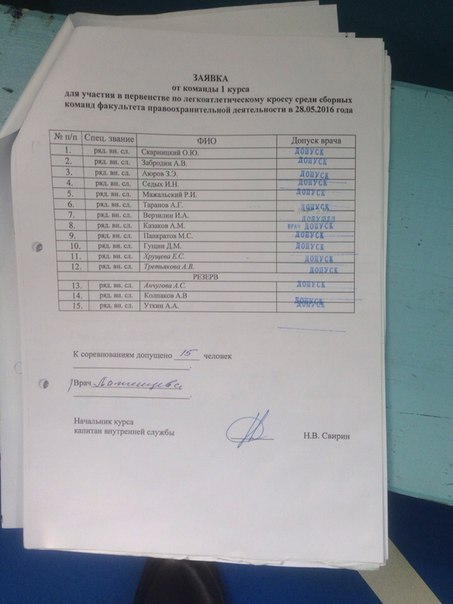 ЗАЯВКА
от команды 1 курса
для участия в первенстве по легкоатлетическому кроссу среди сборных
команд факультета правоохранительной деятельности в 28.05.2016 года
№ п/п Спец. звание ФИО Допуск врача
1. ряд. вн. сл. Скарницкий О.Ю. ДОПУСК
2. ряд. вн. сл. Забродин А.В. ДОПУСК
3. ряд. вн. сл. Аюров З.Э. ДОПУСК
4. ряд. вн. сл. Седых И.Н. ДОПУСК
5. ряд. вн. сл. Мажальский Р.И. ДОПУСК
6. ряд. вн. сл. Таранов А.Г. ДОПУСК
7. ряд. вн. сл. Верзилин И.А. ДОПУЩЕН
8. ряд. вн. сл. Казаков А.М. ВРАЧ ДОПУСК
9. ряд. вн. сл. Панкратов М.С. ДОПУСК
10. ряд. вн. сл. Гущин Д.М. ДОПУСК
11. ряд. вн. сл. Хрущева Е.С. ДОПУСК
12. ряд. вн. сл. Третьякова А.В. ДОПУСК
РЕЗЕРВ
13. ряд. вн. сл. Анчугова А.С. ДОПУСК
14. ряд. вн. сл. Колпаков А.В ДОПУСК
15. ряд. вн. сл. Уткин А.А. ДОПУСК
К соревнованиям допущено 15 человек
Врач
Начальник курса
капитан внутренней службы Н.В. Свирин